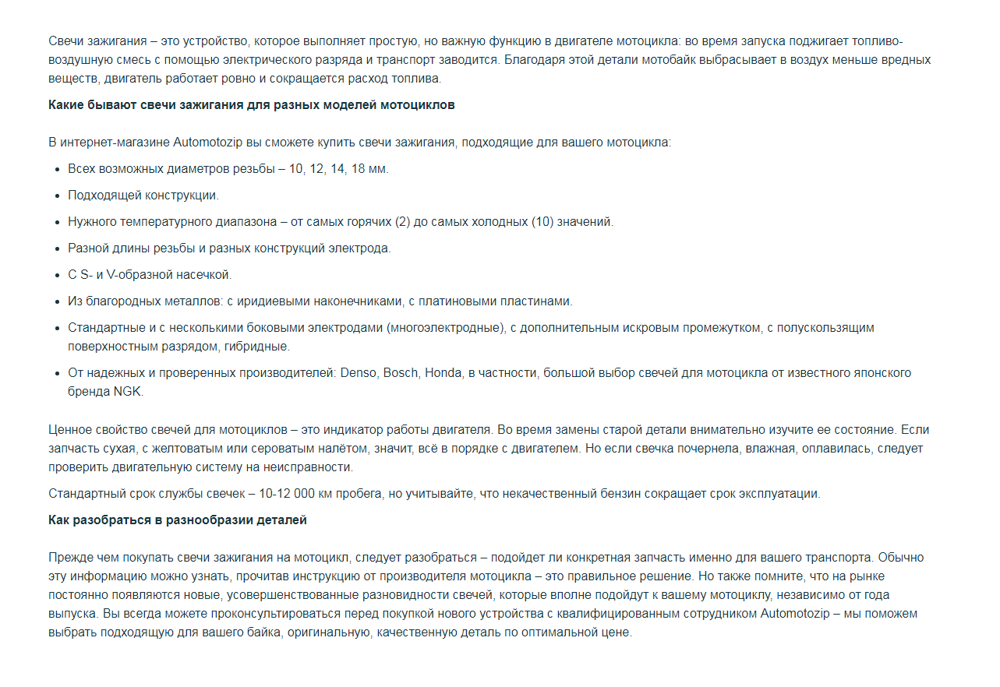 Свечи зажигания – это устройство, которое выполняет простую, но важную функцию в двигателе мотоцикла: во время запуска поджигает топливо-
воздушную смесь с помощью электрического разряда и транспорт заводится. Благодаря этой детали мотобайк выбрасывает в воздух меньше вредных
веществ, двигатель работает ровно и сокращается расход топлива.
Какие бывают свечи зажигания для разных моделей мотоциклов
В интернет-магазине Automotozip вы сможете купить свечи зажигания, подходящие для вашего мотоцикла:
• Всех возможных диаметров резьбы – 10, 12, 14, 18 мм.
• Подходящей конструкции.
• Нужного температурного диапазона – от самых горячих (2) до самых холодных (10) значений.
• Разной длины резьбы и разных конструкций электрода.
• С S- и V-образной насечкой.
• Из благородных металлов: с иридиевыми наконечниками, с платиновыми пластинами.
• Стандартные и с несколькими боковыми электродами (многоэлектродные), с дополнительным искровым промежутком, с полускользящим
поверхностным разрядом, гибридные.
• От надежных и проверенных производителей: Denso, Bosch, Honda, в частности, большой выбор свечей для мотоцикла от известного японского
бренда NGK.
Ценное свойство свечей для мотоциклов – это индикатор работы двигателя. Во время замены старой детали внимательно изучите ее состояние. Если
запчасть сухая, с желтоватым или сероватым налётом, значит, всё в порядке с двигателем. Но если свечка почернела, влажная, оплавилась, следует
проверить двигательную систему на неисправности.
Стандартный срок службы свечек – 10-12 000 км пробега, но учитывайте, что некачественный бензин сокращает срок эксплуатации.
Как разобраться в разнообразии деталей
Прежде чем покупать свечи зажигания на мотоцикл, следует разобраться – подойдет ли конкретная запчасть именно для вашего транспорта. Обычно
эту информацию можно узнать, прочитав инструкцию от производителя мотоцикла – это правильное решение. Но также помните, что на рынке
постоянно появляются новые, усовершенствованные разновидности свечей, которые вполне подойдут к вашему мотоциклу, независимо от года
выпуска. Вы всегда можете проконсультироваться перед покупкой нового устройства с квалифицированным сотрудником Automotozip – мы поможем
выбрать подходящую для вашего байка, оригинальную, качественную деталь по оптимальной цене.